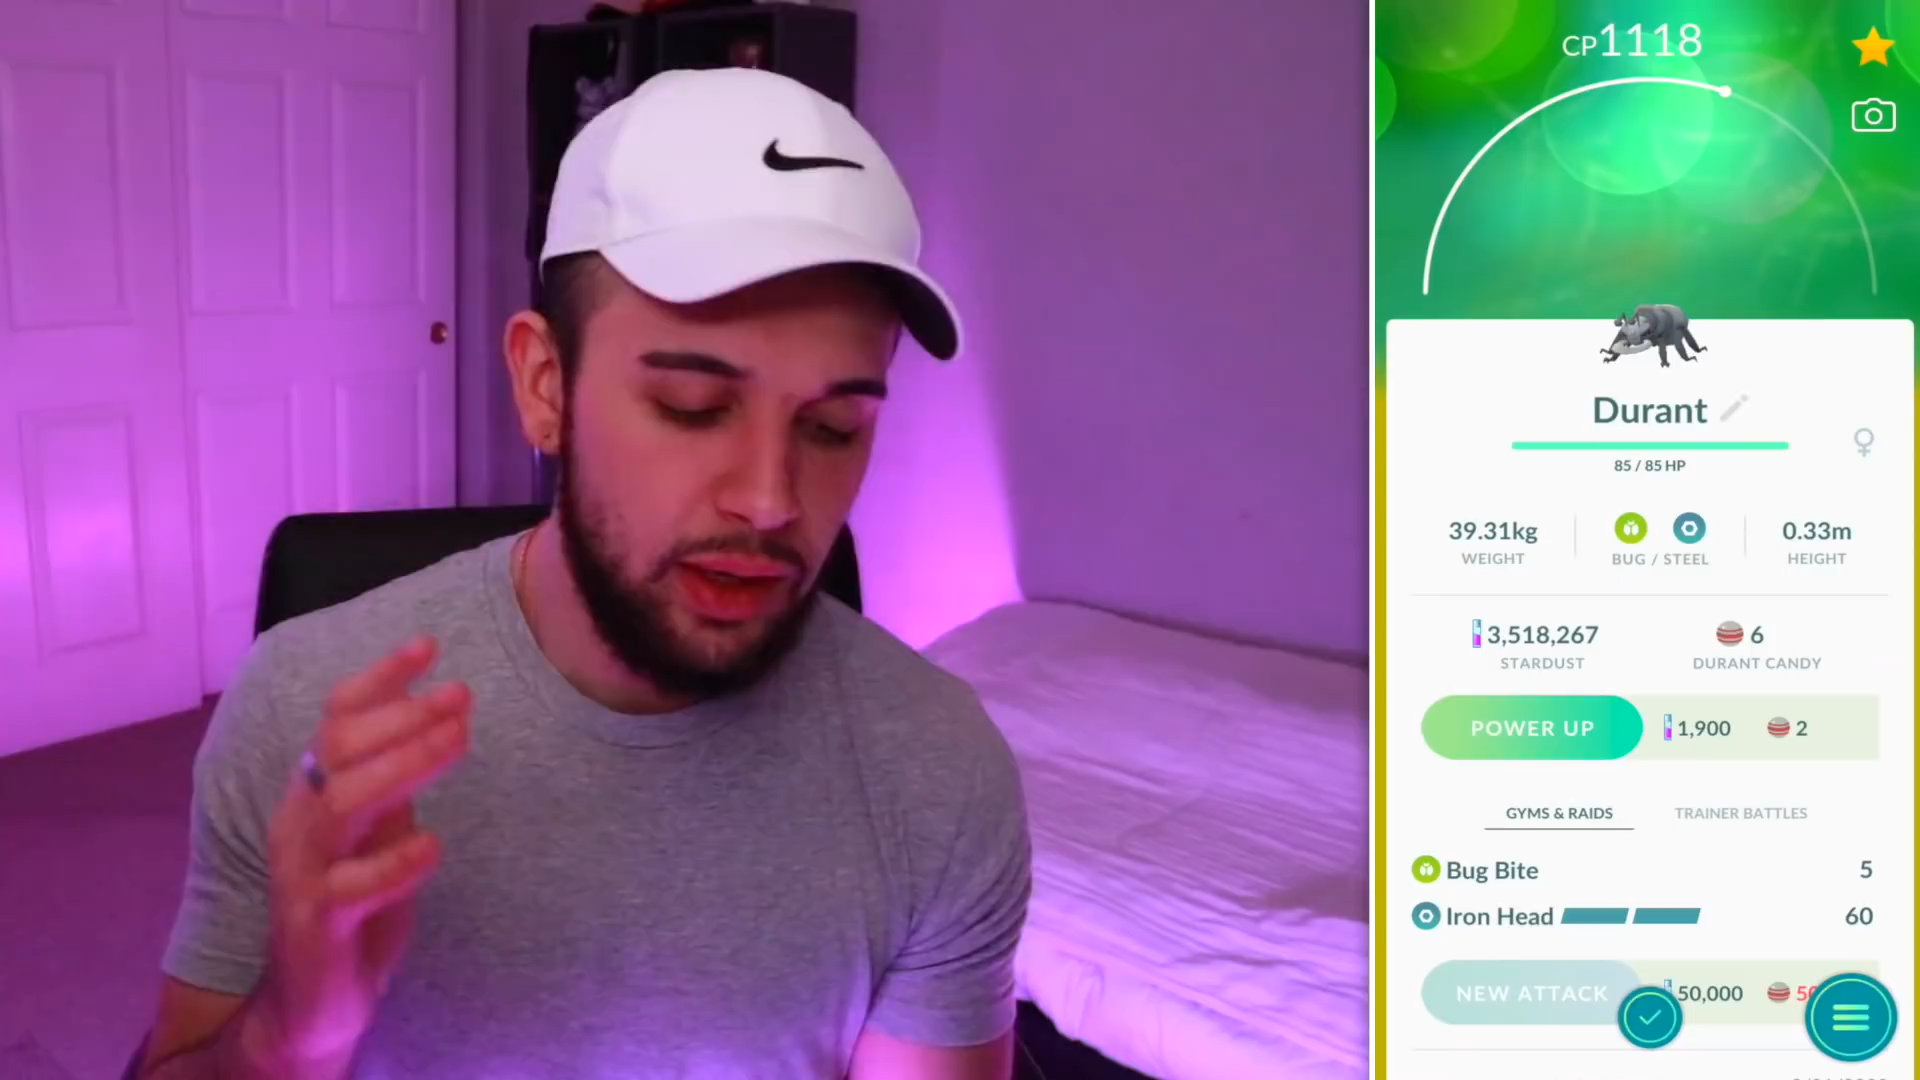 CP1118
Durant
85 / 85 HP
39.31kg
WEIGHT
BUG / STEEL
0.33m
HEIGHT
3,518,267
STARDUST
6
DURANT CANDY
POWER UP
1,900
2
GYMS & RAIDS
TRAINER BATTLES
Bug Bite
5
Iron Head
60
NEW ATTACK
50,000